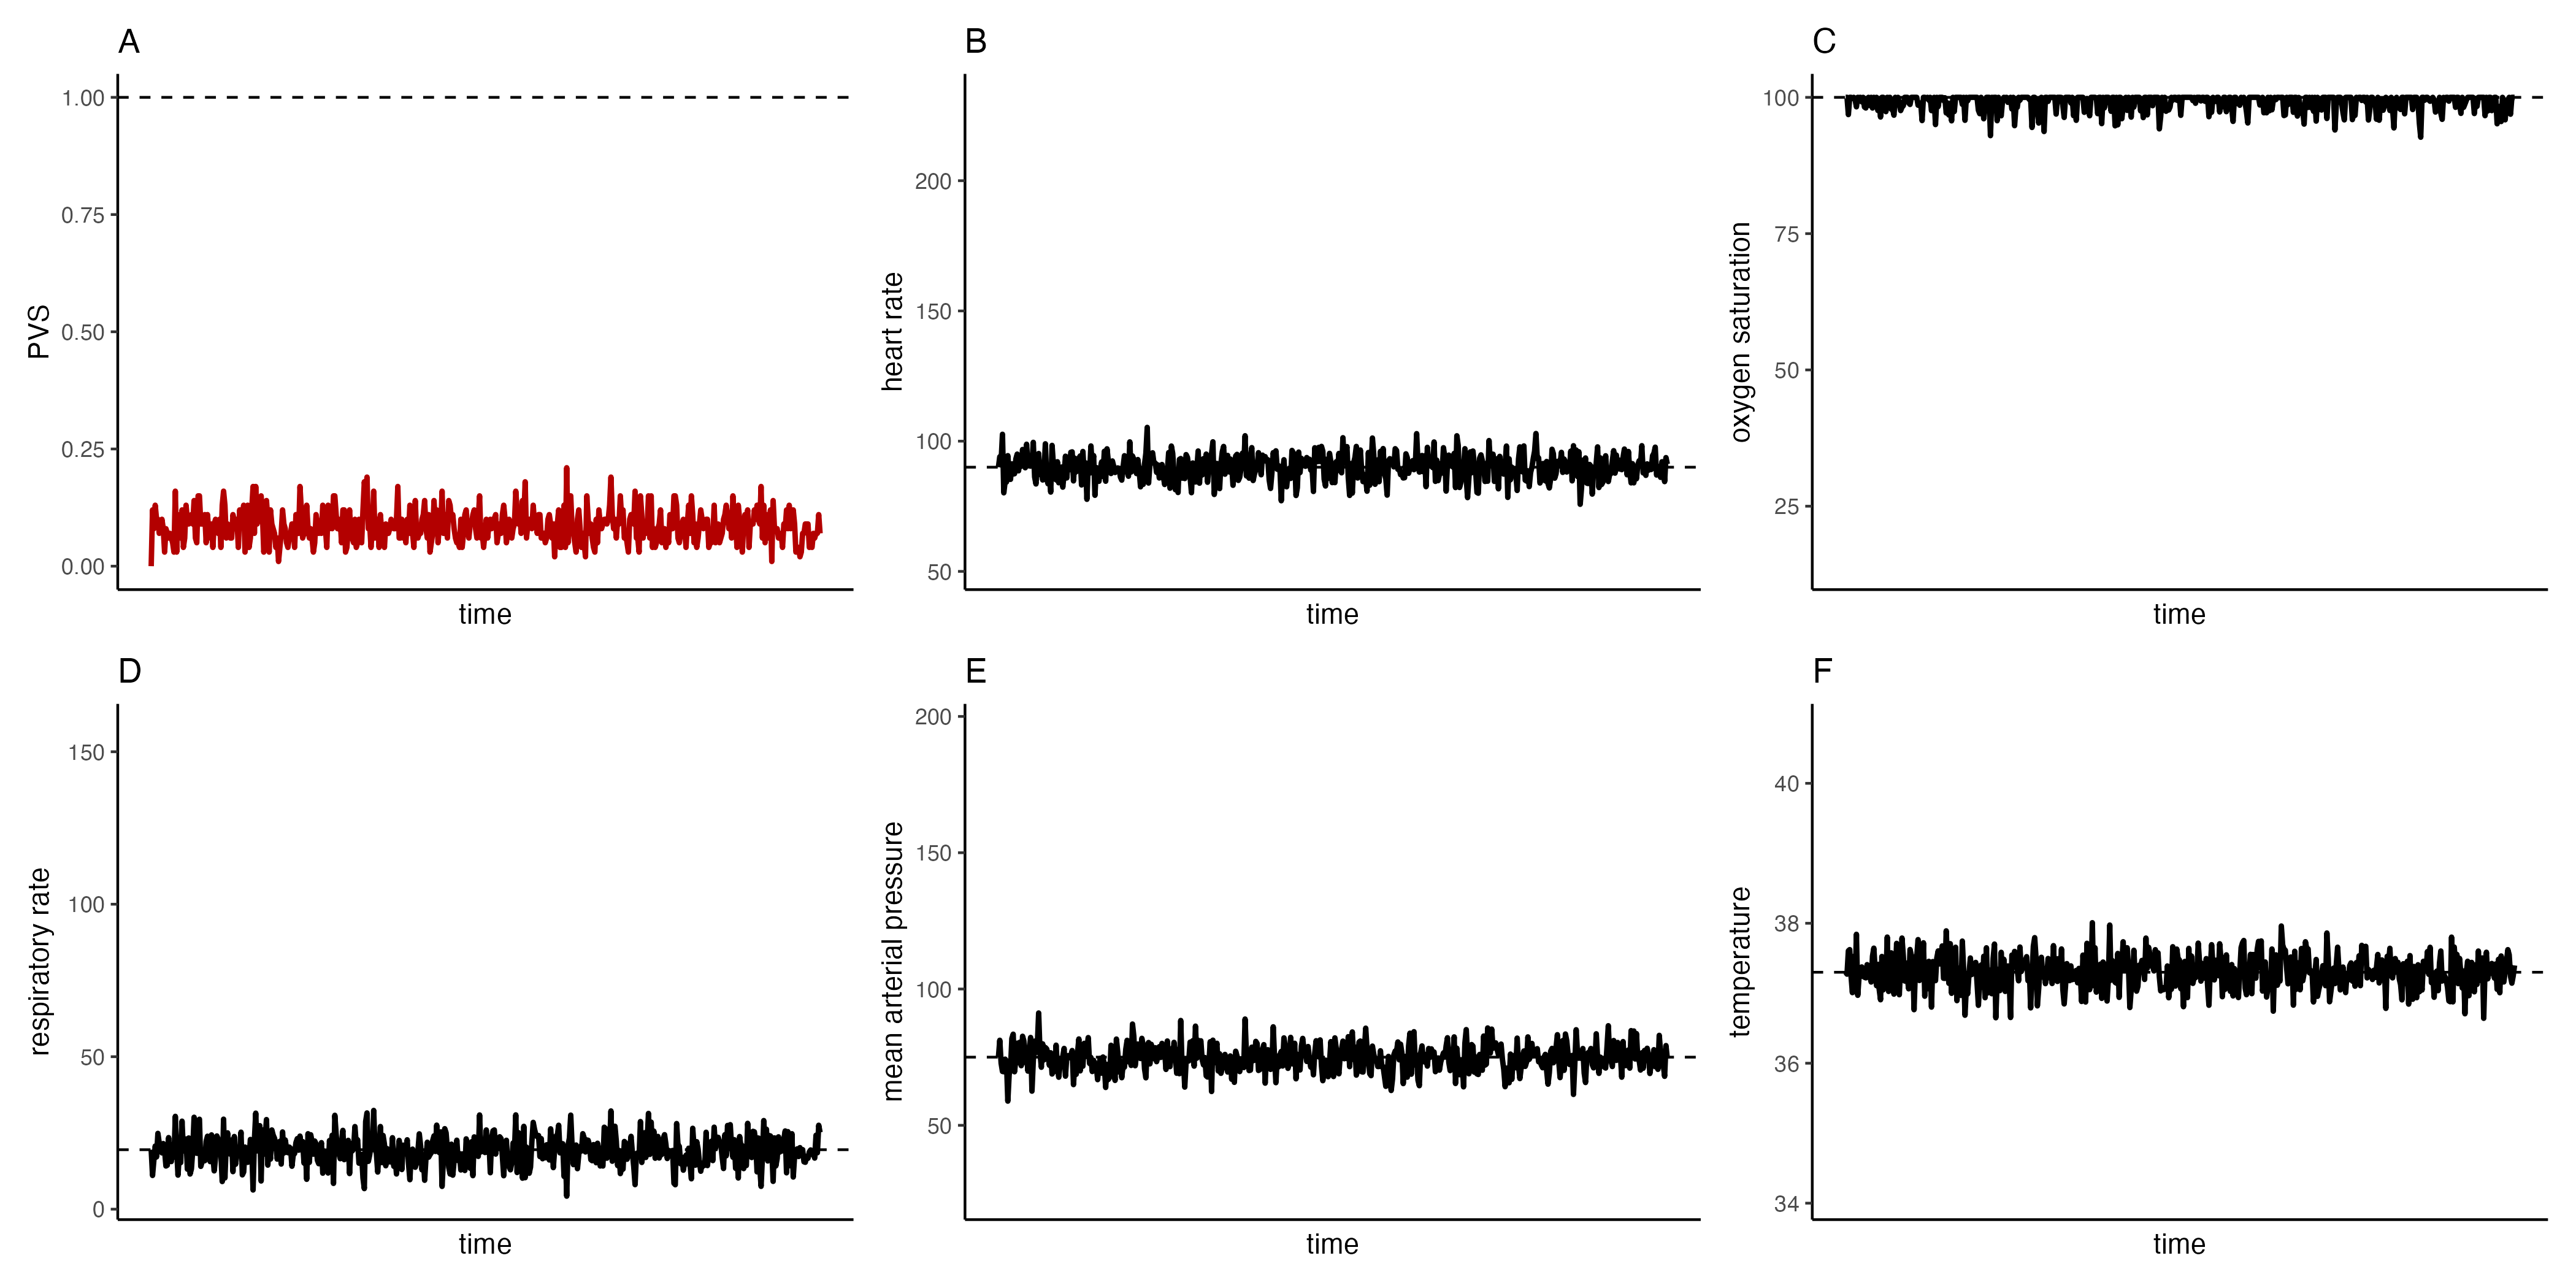 A
1.00
0.75
0.50
0.25
0.00
PVS
time
B
200
150
100
50
heart rate
time
C
100
75
50
25
oxygen saturation
time
D
150
100
50
0
respiratory rate
time
E
200
150
100
50
mean arterial pressure
time
F
40
38
36
34
temperature
time